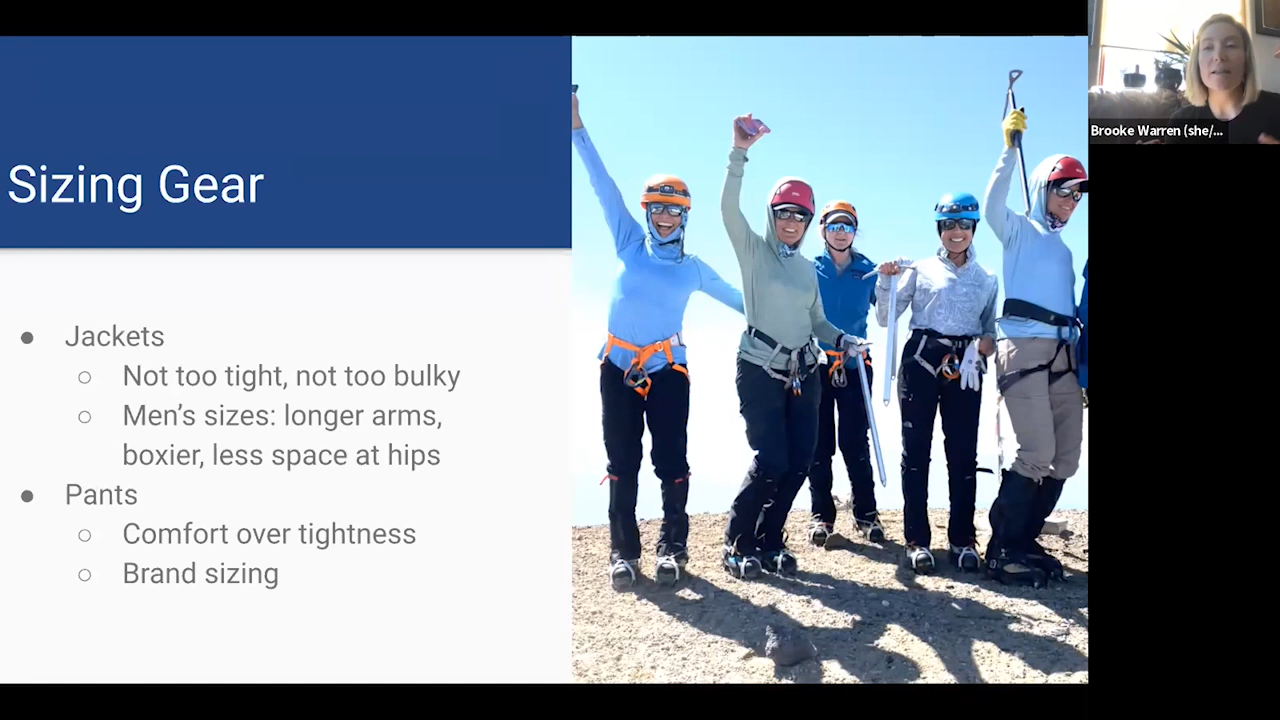 Sizing Gear
● Jackets
○ Not too tight, not too bulky
○ Men's sizes: longer arms,
boxier, less space at hips
● Pants
○ Comfort over tightness
○ Brand sizing
Brooke Warren (she/...